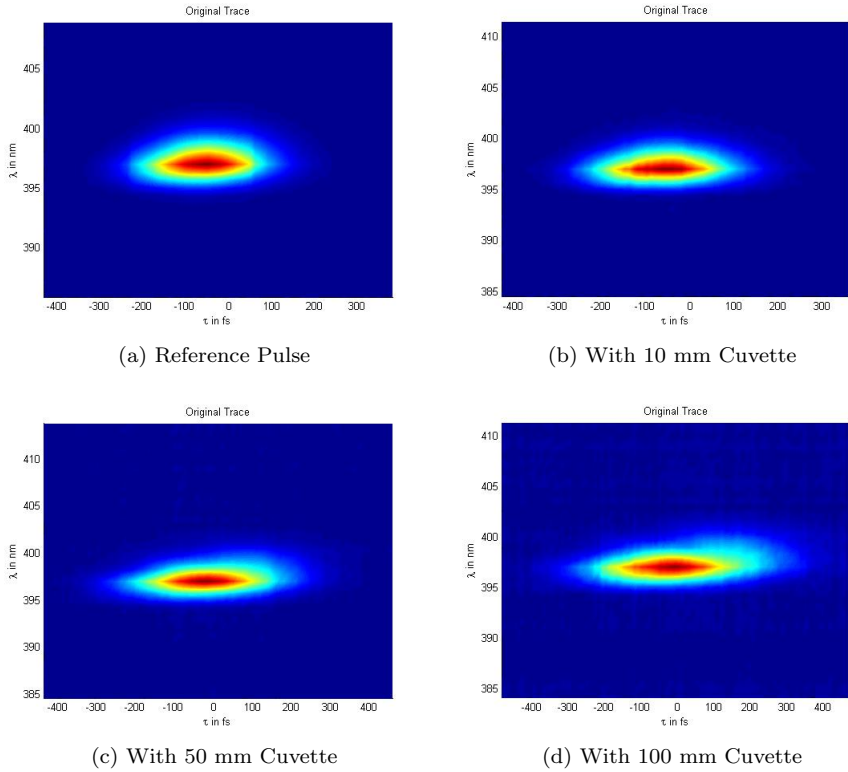 Original Trace
405
400
395
390
λ in nm
-400 -300 -200 -100 0 100 200 300
τ in fs
(a) Reference Pulse
Original Trace
410
405
400
395
390
385
λ in nm
-400 -300 -200 -100 0 100 200 300
τ in fs
(b) With 10 mm Cuvette
Original Trace
410
405
400
395
390
385
λ in nm
-400 -300 -200 -100 0 100 200 300 400
τ in fs
(c) With 50 mm Cuvette
Original Trace
410
405
400
395
390
385
λ in nm
-400 -300 -200 -100 0 100 200 300 400
τ in fs
(d) With 100 mm Cuvette